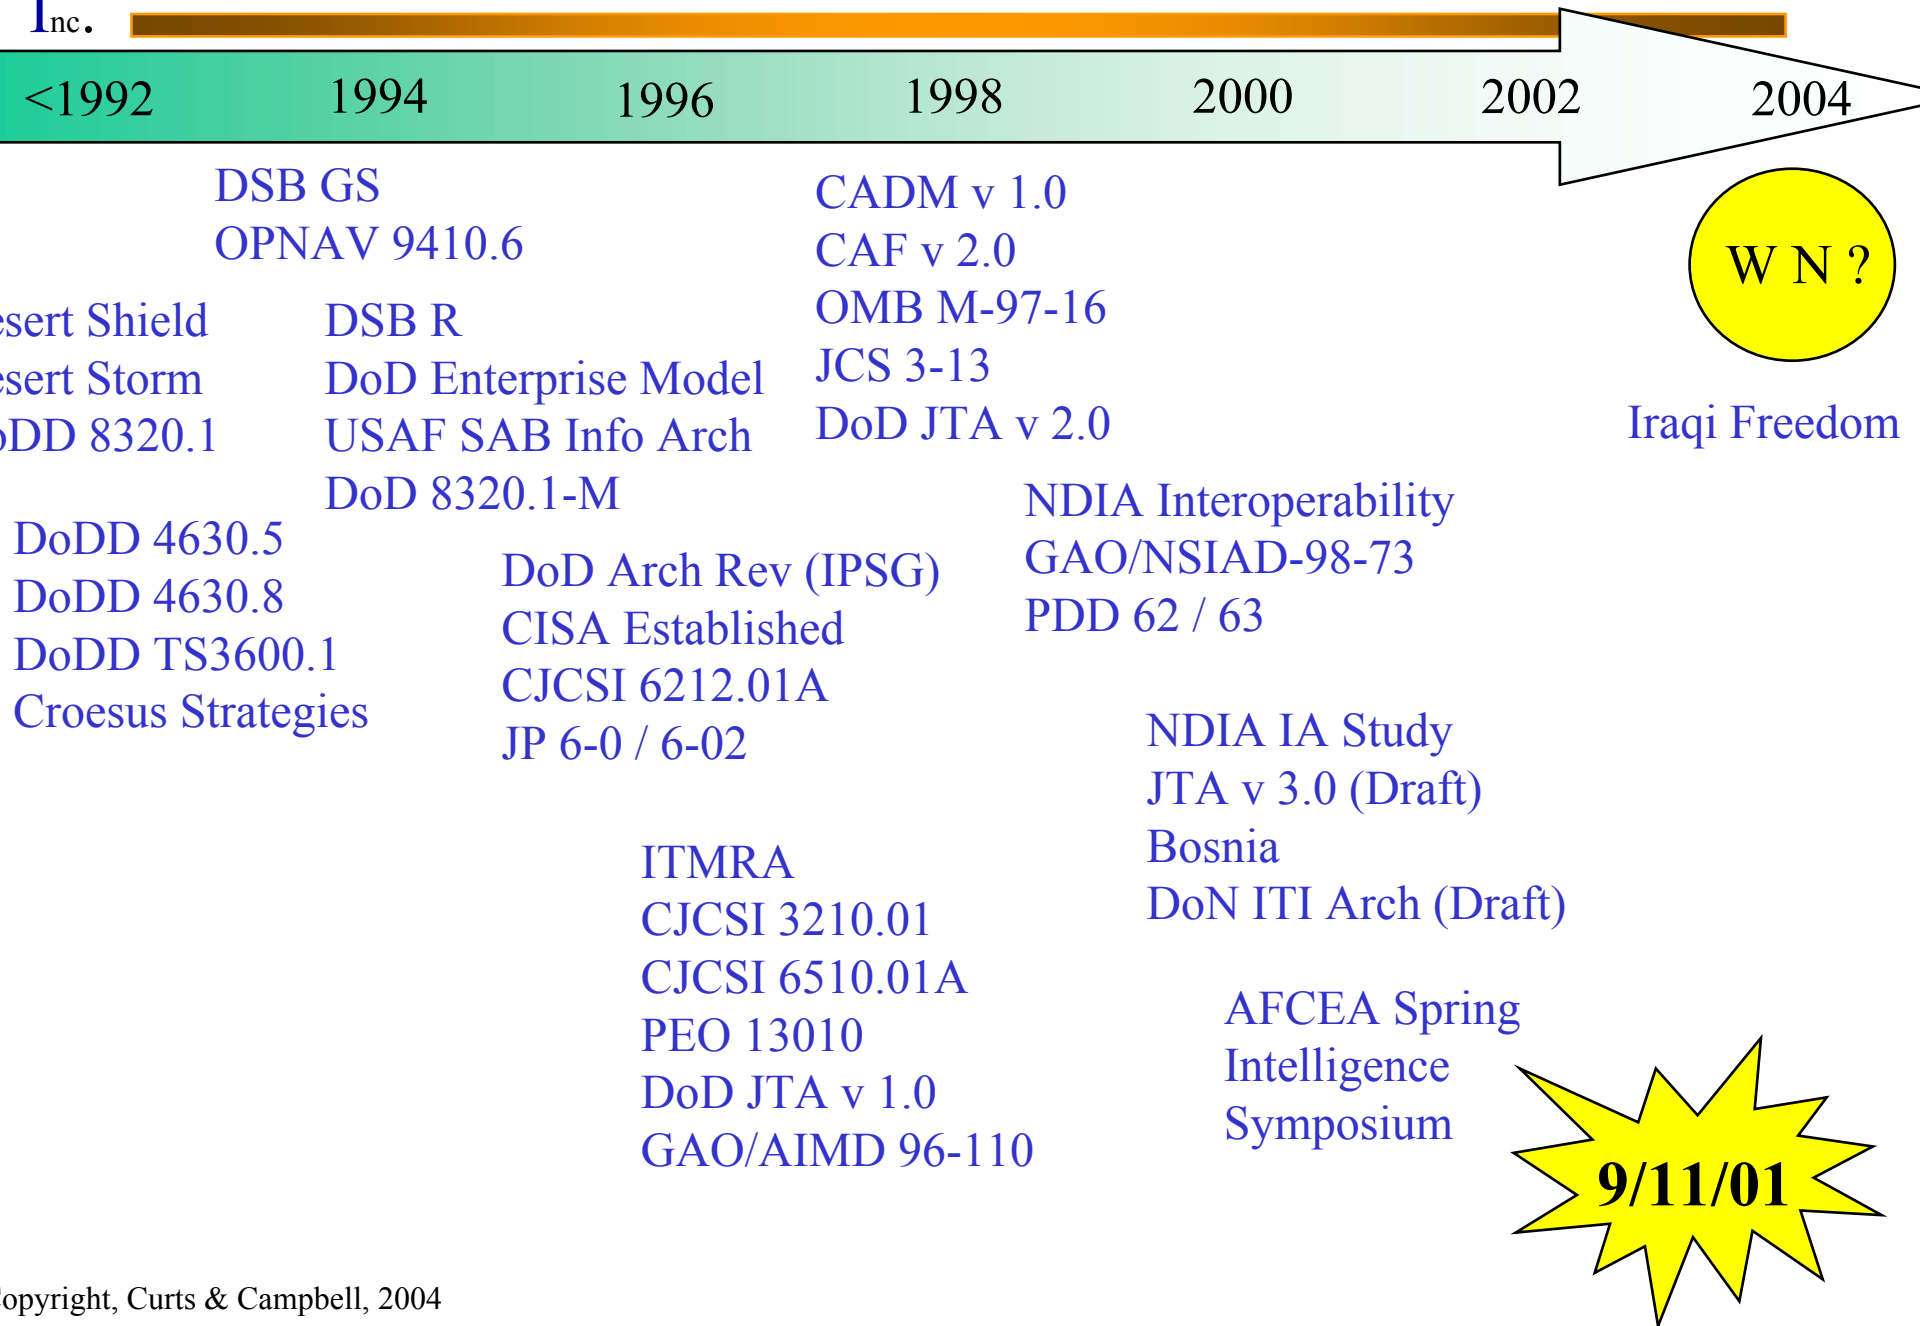 Inc.
<1992 1994 1996 1998 2000 2002 2004
DSB GS
OPNAV 9410.6
esert Shield
esert Storm
oDD 8320.1
DSB R
DoD Enterprise Model
USAF SAB Info Arch
DoD 8320.1-M
CADM v 1.0
CAF v 2.0
OMB M-97-16
JCS 3-13
DoD JTA v 2.0
W N ?
Iraqi Freedom
DoDD 4630.5
DoDD 4630.8
DoDD TS3600.1
Croesus Strategies
DoD Arch Rev (IPSG)
CISA Established
CJCSI 6212.01A
JP 6-0 / 6-02
NDIA Interoperability
GAO/NSIAD-98-73
PDD 62 / 63
ITMRA
CJCSI 3210.01
CJCSI 6510.01A
PEO 13010
DoD JTA v 1.0
GAO/AIMD 96-110
NDIA IA Study
JTA v 3.0 (Draft)
Bosnia
DoN ITI Arch (Draft)
AFCEA Spring
Intelligence
Symposium
9/11/01
opyright, Curts & Campbell, 2004